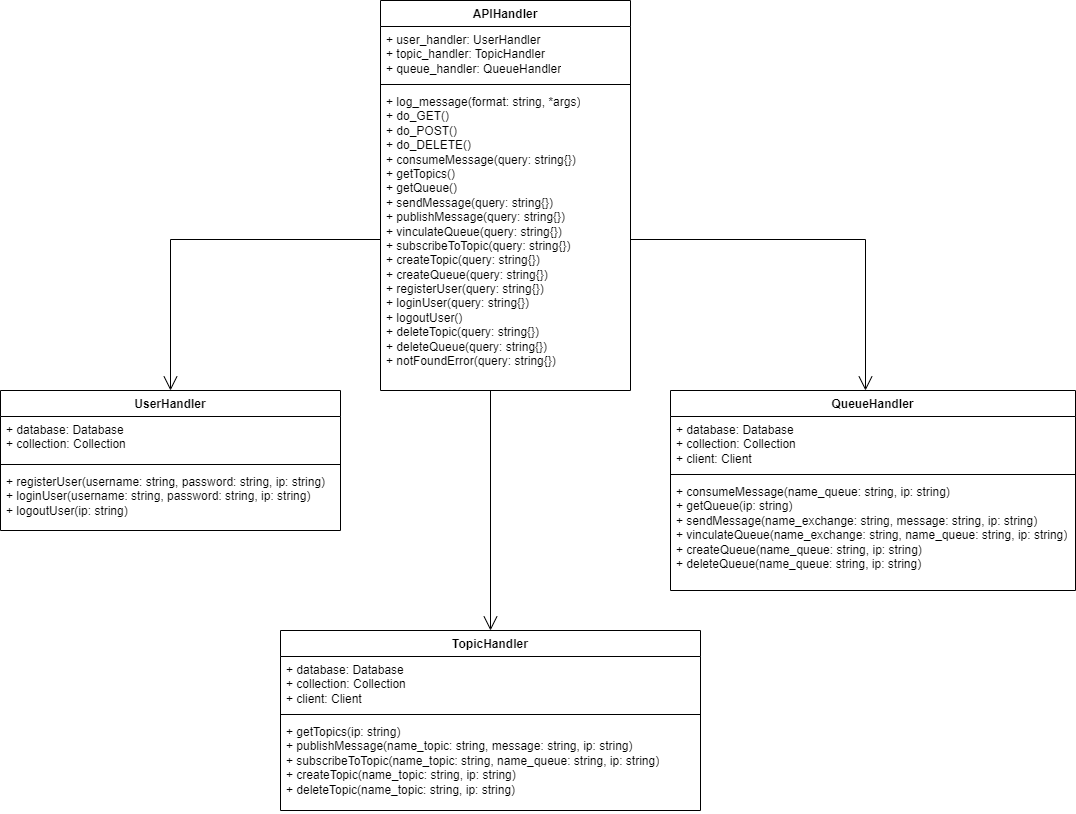 APIHandler
+ user_handler: UserHandler
+ topic_handler: TopicHandler
+ queue_handler: QueueHandler
+ log_message(format: string, *args)
+ do_GET()
+ do_POST()
+ do_DELETE()
+ consumeMessage(query: string{})
+ getTopics()
+ getQueue()
+ sendMessage(query: string{})
+ publishMessage(query: string{})
+ vinculateQueue(query: string{})
+ subscribeToTopic(query: string{})
+ createTopic(query: string{})
+ createQueue(query: string{})
+ registerUser(query: string{})
+ loginUser(query: string{})
+ logoutUser()
+ deleteTopic(query: string{})
+ deleteQueue(query: string{})
+ notFoundError(query: string{})
UserHandler
+ database: Database
+ collection: Collection
+ registerUser(username: string, password: string, ip: string)
+ loginUser(username: string, password: string, ip: string)
+ logoutUser(ip: string)
QueueHandler
+ database: Database
+ collection: Collection
+ client: Client
+ consumeMessage(name_queue: string, ip: string)
+ getQueue(ip: string)
+ sendMessage(name_exchange: string, message: string, ip: string)
+ vinculateQueue(name_exchange: string, name_queue: string, ip: string)
+ createQueue(name_queue: string, ip: string)
+ deleteQueue(name_queue: string, ip: string)
TopicHandler
+ database: Database
+ collection: Collection
+ client: Client
+ getTopics(ip: string)
+ publishMessage(name_topic: string, message: string, ip: string)
+ subscribeToTopic(name_topic: string, name_queue: string, ip: string)
+ createTopic(name_topic: string, ip: string)
+ deleteTopic(name_topic: string, ip: string)